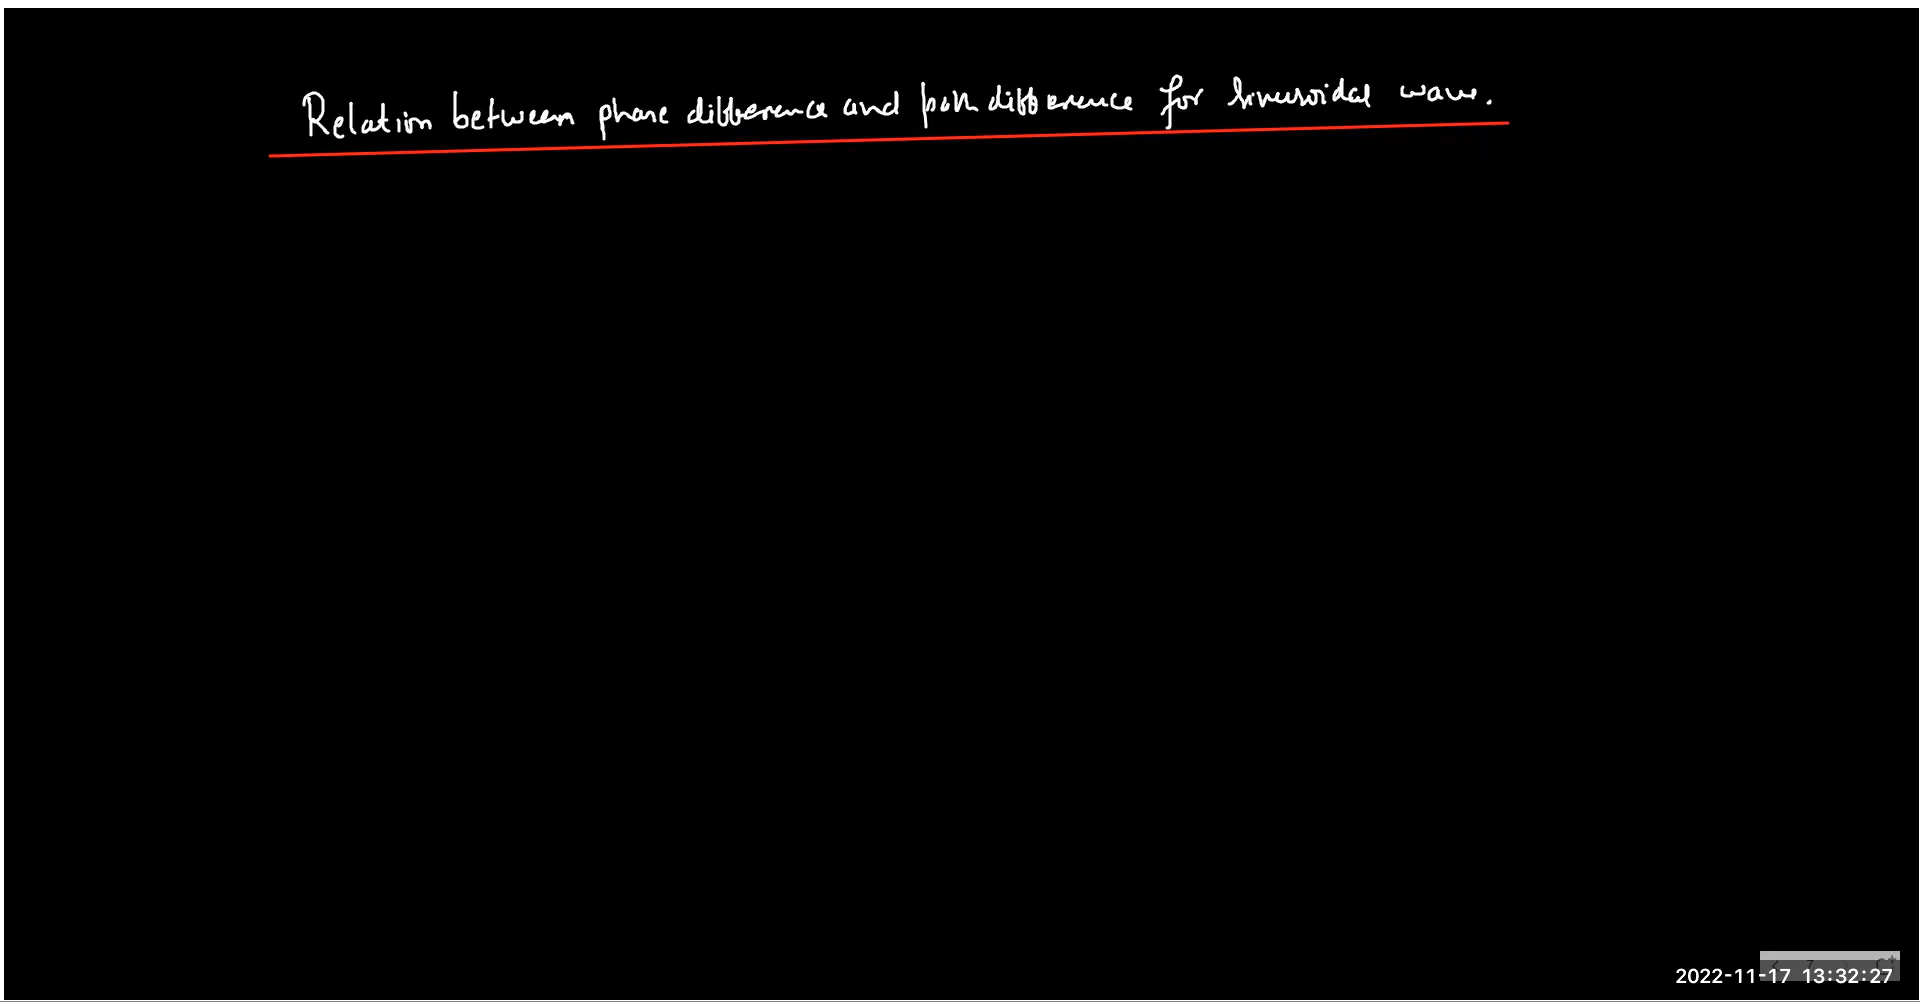 Relation between phase difference and path difference for sinusoidal wave.
2022-11-17 13:32:27